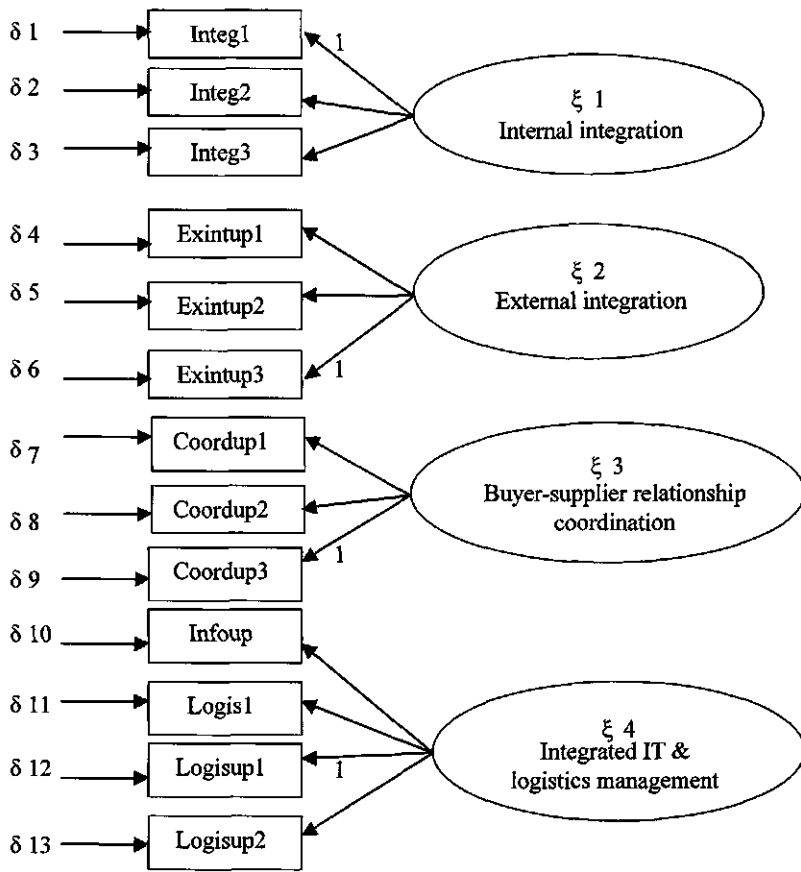 δ 1
Integ1
1
δ 2
Integ2
ξ 1
Internal integration
δ 3
Integ3
δ 4
Exintup1
δ 5
Exintup2
ξ 2
External integration
δ 6
Exintup3
1
δ 7
Coordup1
δ 8
Coordup2
ξ 3
Buyer-supplier relationship
coordination
δ 9
Coordup3
1
δ 10
Infoup
δ 11
Logis1
δ 12
Logisup1
1
ξ 4
Integrated IT &
logistics management
δ 13
Logisup2